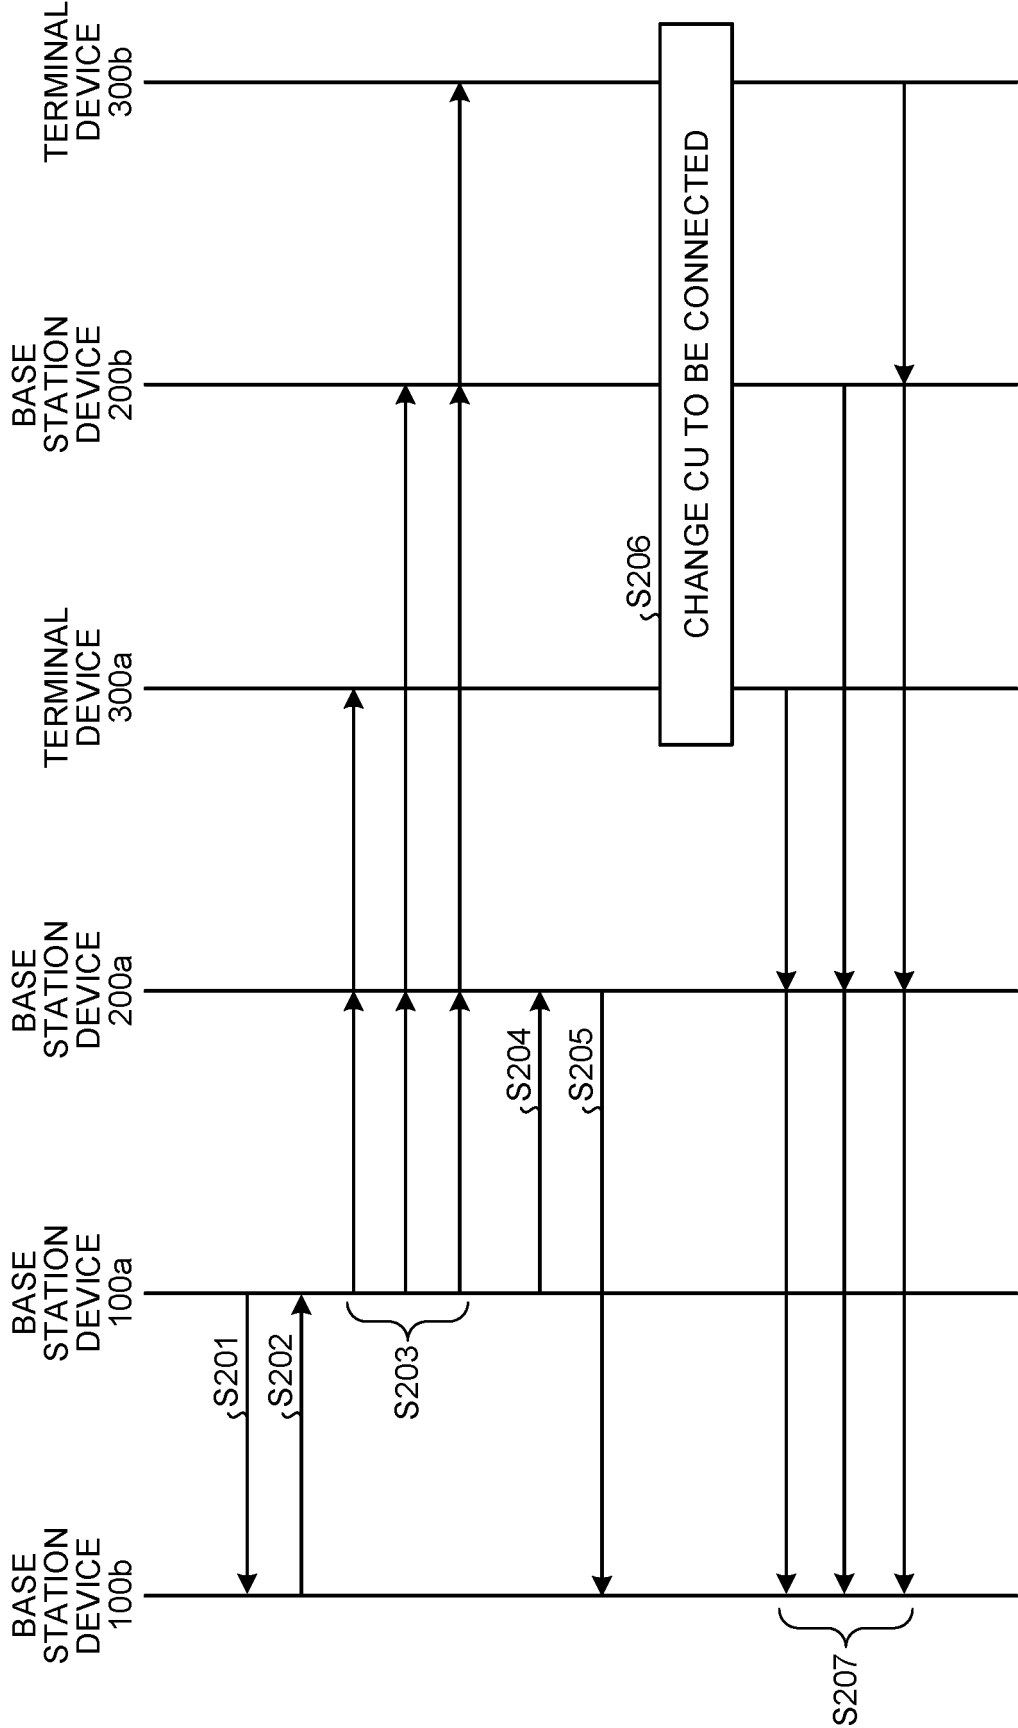 BASE
STATION
DEVICE
100b
BASE
STATION
DEVICE
100a
BASE
STATION
DEVICE
200a
TERMINAL
DEVICE
300a
BASE
STATION
DEVICE
200b
TERMINAL
DEVICE
300b
S201
S202
S203
S204
S205
S206
CHANGE CU TO BE CONNECTED
S207